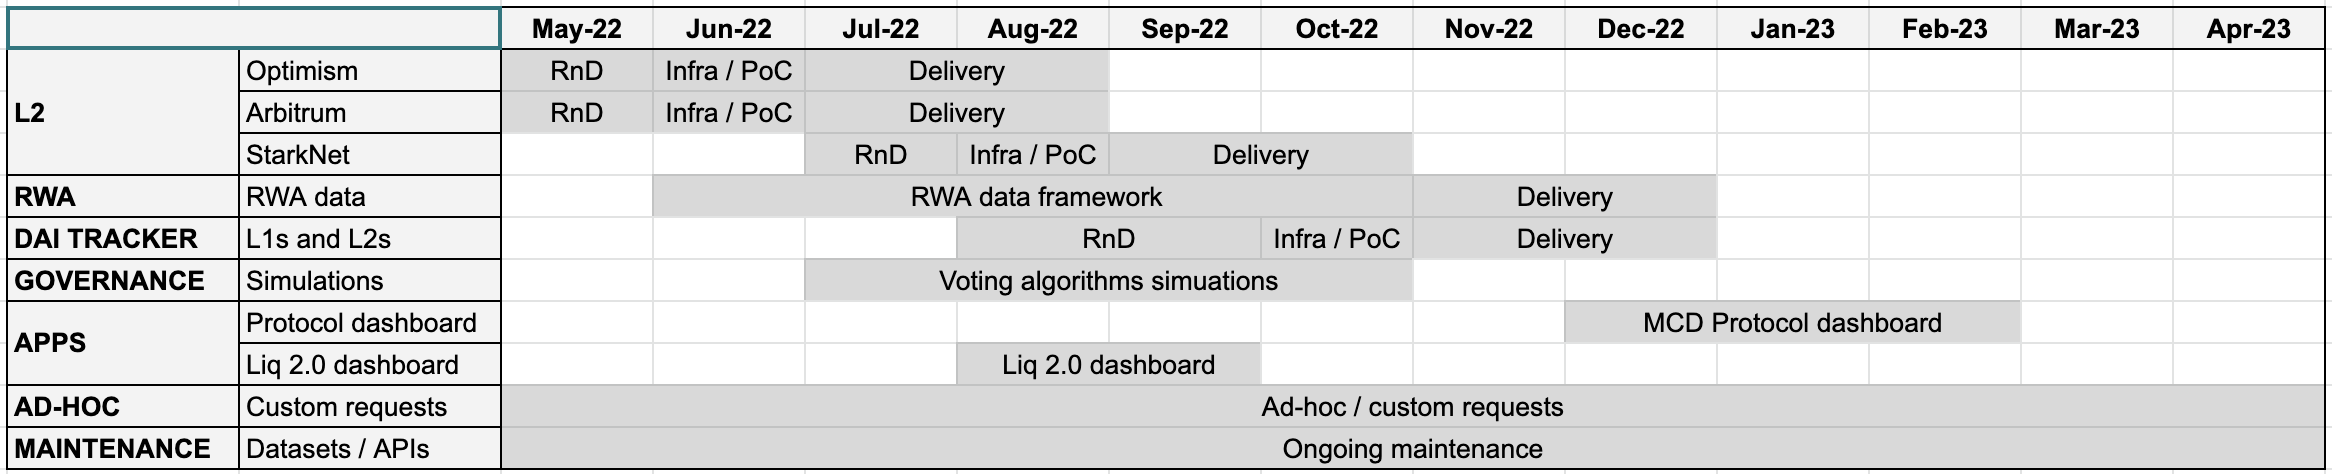 May-22 Jun-22 Jul-22 Aug-22 Sep-22 Oct-22 Nov-22 Dec-22 Jan-23 Feb-23 Mar-23 Apr-23
L2
Optimism RnD Infra / PoC Delivery
Arbitrum RnD Infra / PoC Delivery
StarkNet RnD Infra / PoC Delivery
RWA RWA data RWA data framework Delivery
DAI TRACKER L1s and L2s RnD Infra / PoC Delivery
GOVERNANCE Simulations Voting algorithms simuations
APPS
Protocol dashboard MCD Protocol dashboard
Liq 2.0 dashboard Liq 2.0 dashboard
AD-HOC Custom requests Ad-hoc / custom requests
MAINTENANCE Datasets / APIs Ongoing maintenance